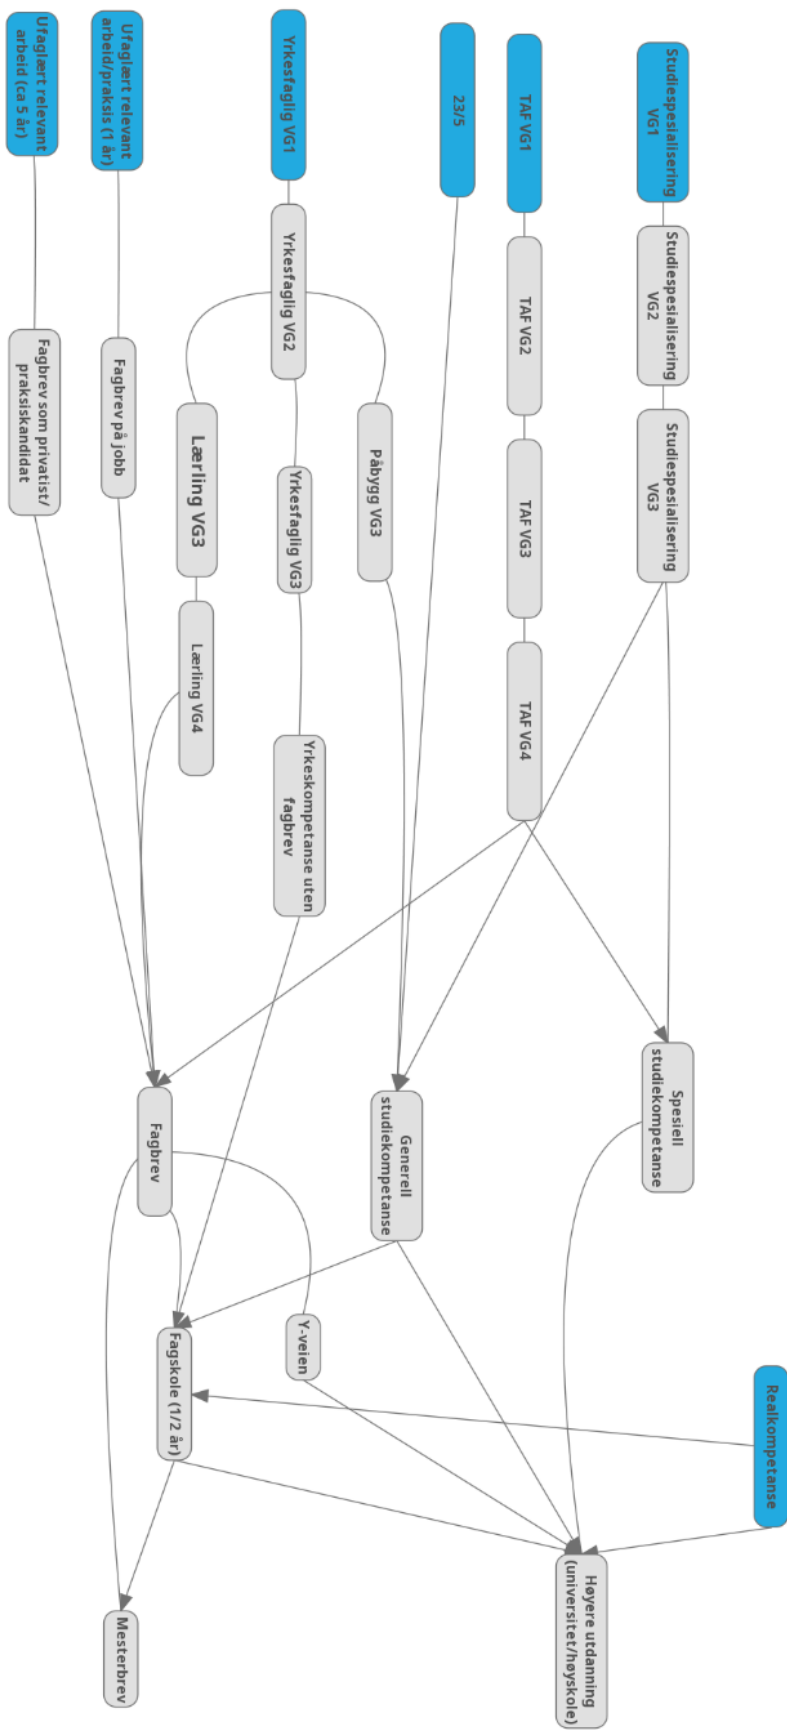 Studiespesialisering
VG1
Studiespesialisering
VG2
Studiespesialisering
VG3
Spesiell
studiekompetanse
Realkompetanse
TAF VG1
TAF VG2
TAF VG3
TAF VG4
Høyere utdanning
(universitet/høyskole)
23/5
Påbygg VG3
Generell
studiekompetanse
Yrkesfaglig VG1
Yrkesfaglig VG2
Yrkesfaglig VG3
Yrkeskompetanse uten
fagbrev
Y-veien
Lærling VG3
Lærling VG4
Fagbrev
Fagskole (1/2 år)
Ufaglært relevant
arbeid/praksis (1 år)
Fagbrev på jobb
Mesterbrev
Ufaglært relevant
arbeid (ca 5 år)
Fagbrev som privatist/
praksiskandidat